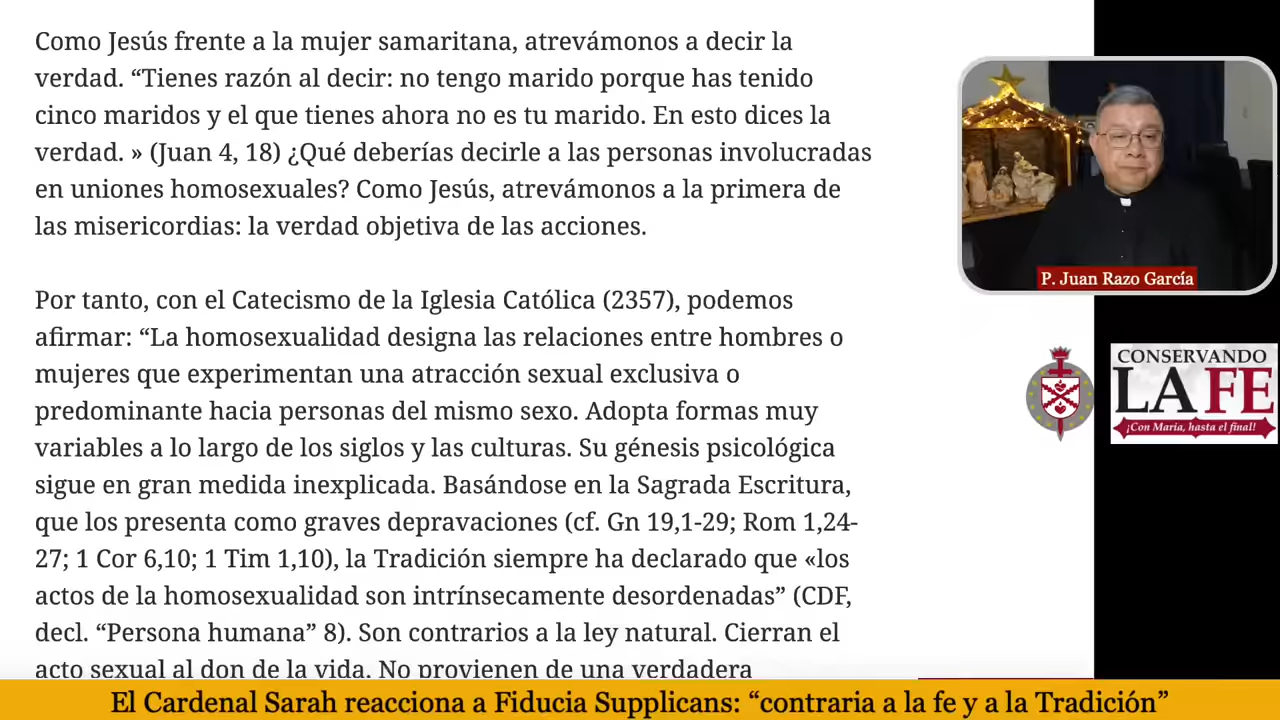 Como Jesús frente a la mujer samaritana, atrevámonos a decir la
verdad. “Tienes razón al decir: no tengo marido porque has tenido
cinco maridos y el que tienes ahora no es tu marido. En esto dices la
verdad. » (Juan 4, 18) ¿Qué deberías decirle a las personas involucradas
en uniones homosexuales? Como Jesús, atrevámonos a la primera de
las misericordias: la verdad objetiva de las acciones.
Por tanto, con el Catecismo de la Iglesia Católica (2357), podemos
afirmar: “La homosexualidad designa las relaciones entre hombres o
mujeres que experimentan una atracción sexual exclusiva o
predominante hacia personas del mismo sexo. Adopta formas muy
variables a lo largo de los siglos y las culturas. Su génesis psicológica
sigue en gran medida inexplicada. Basándose en la Sagrada Escritura,
que los presenta como graves depravaciones (cf. Gn 19,1-29; Rom 1,24-
27; 1 Cor 6,10; 1 Tim 1,10), la Tradición siempre ha declarado que «los
actos de la homosexualidad son intrínsecamente desordenadas” (CDF,
decl. “Persona humana” 8). Son contrarios a la ley natural. Cierran el
acto sexual al don de la vida. No provienen de una verdadera
P. Juan Razo García
CONSERVANDO
LA FE
¡Con María, hasta el final!
El Cardenal Sarah reacciona a Fiducia Supplicans: “contraria a la fe y a la Tradición”